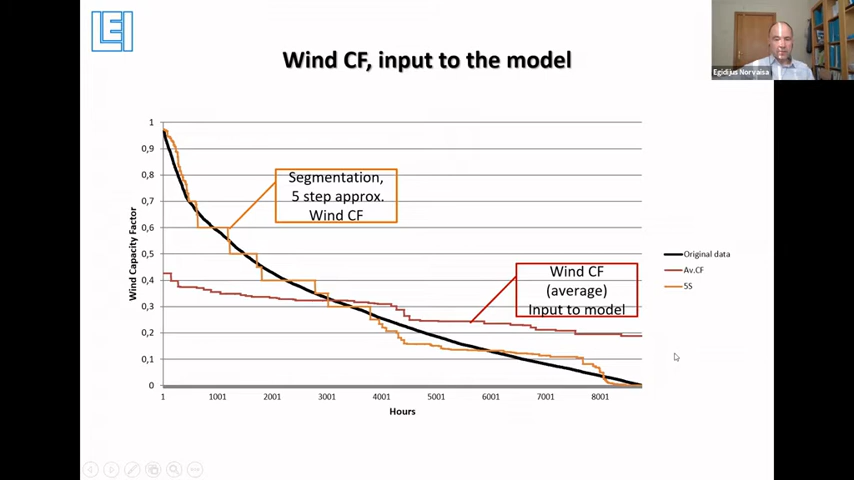 LEI
Wind CF, input to the model
Egidijus Norvaisa
1
0,9
0,8
0,7
0,6
0,5
0,4
0,3
0,2
0,1
0
Wind Capacity Factor
Segmentation,
5 step approx.
Wind CF
Wind CF
(average)
Input to model
Original data
Av.CF
5S
1 1001 2001 3001 4001 5001 6001 7001 8001
Hours